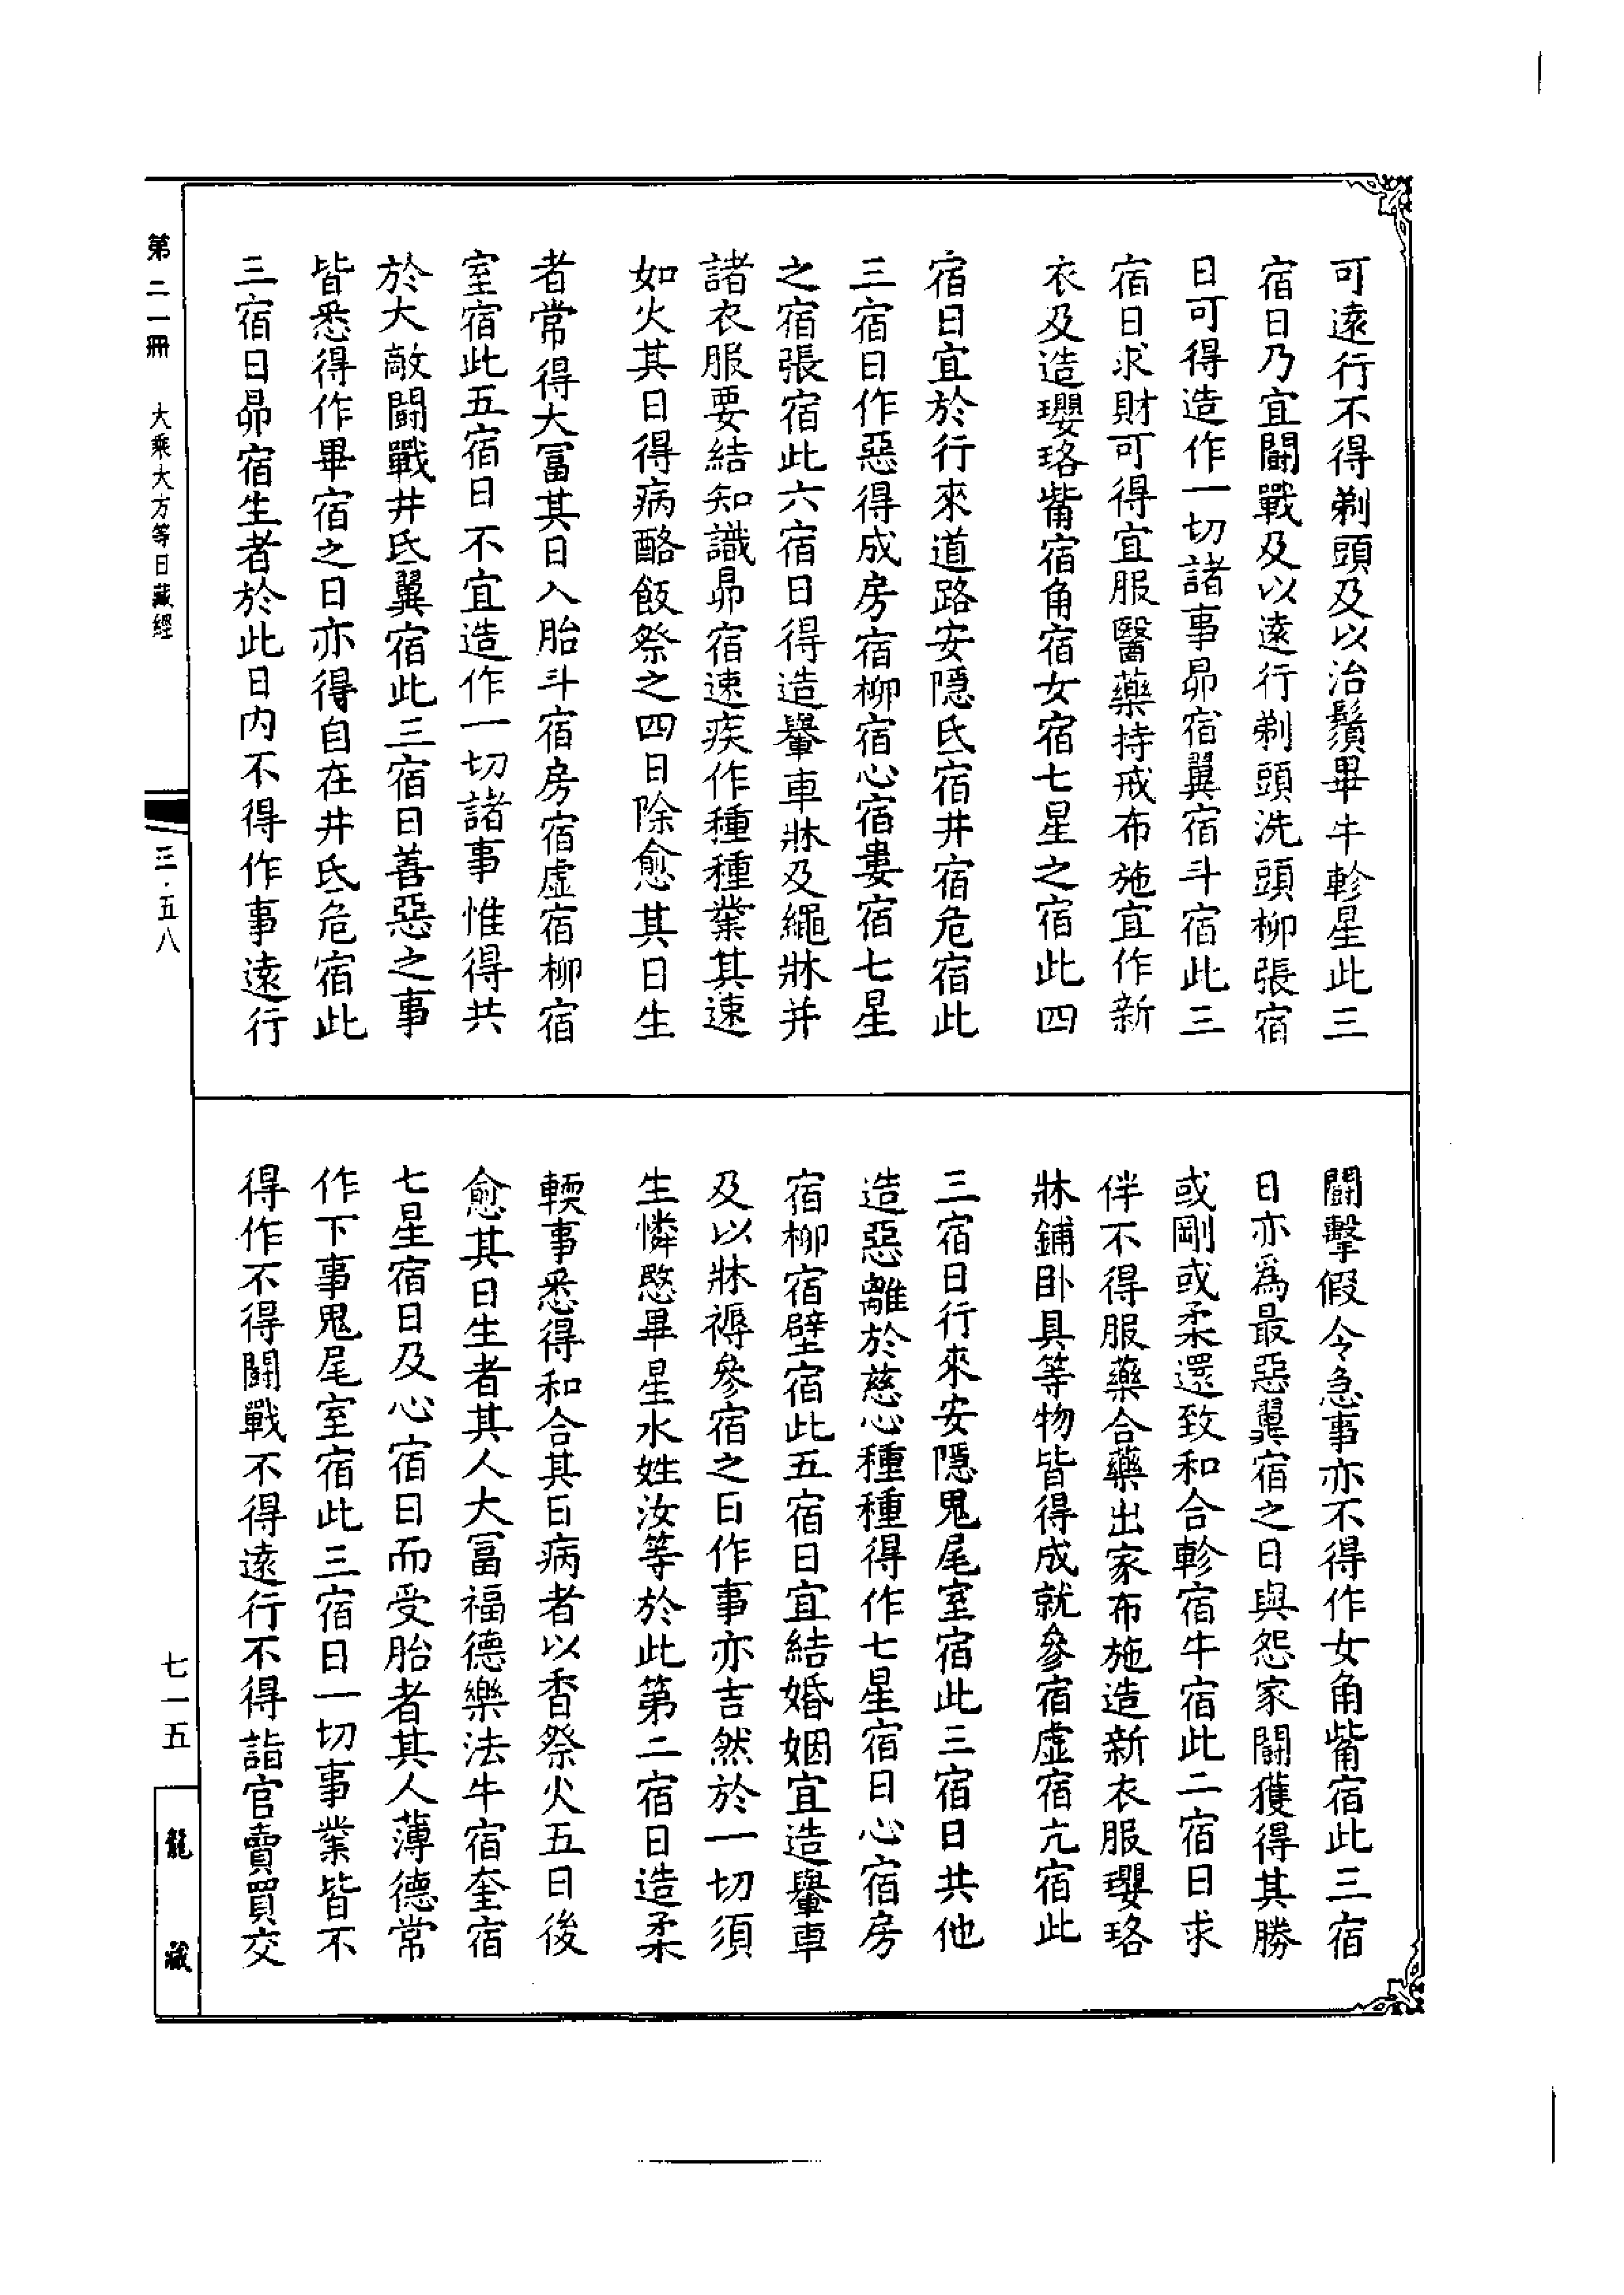 可遠行不得剃頭及以治鬚畢牛軫星此三
宿日乃宜鬪戰及以遠行剃頭洗頭柳張宿
日可得造作一切諸事昴宿翼宿斗宿此三
宿日求財可得宜服醫藥持戒布施宜作新
衣及造瓔珞觜宿角宿女宿七星之宿此四
宿日宜於行來道路安隱氐宿井宿危宿此
三宿日作惡得成房宿柳宿心宿婁宿七星
之宿張宿此六宿日得造轝車牀及繩牀并
諸衣服要結知識昴宿速疾作種種業其速
如火其日得病酪飯祭之四日除愈其日生
者常得大冨其日入胎斗宿房宿虛宿柳宿
室宿此五宿日不宜造作一切諸事惟得共
於大敵鬪戰井氐翼宿此三宿日善惡之事
皆悉得作畢宿之日亦得自在井氐危宿此
三宿日昴宿生者於此日內不得作事遠行
鬪擊假令急事亦不得作女角觜宿此三宿
日亦爲最惡翼宿之日與怨家鬪獲得其勝
或剛或柔還致和合軫宿牛宿此二宿日求
伴不得服藥合藥出家布施造新衣服瓔珞
牀鋪卧具等物皆得成就參宿虛宿亢宿此
三宿日行來安隱鬼尾室宿此三宿日共他
造惡離於慈心種種得作七星宿日心宿房
宿柳宿壁宿此五宿日宜結婚姻宜造轝車
及以牀褥參宿之日作事亦吉然於一切須
生憐愍畢星水姓汝等於此第二宿日造柔
輭事悉得和合其日病者以香祭火五日後
愈其日生者其人大冨福德樂法牛宿奎宿
七星宿日及心宿日而受胎者其人薄德常
作下事鬼尾室宿此三宿日一切事業皆不
得作不得鬪戰不得遠行不得詣官賣買交
第二一冊 大乘大方等日藏經
三·五八
七一五
龍藏